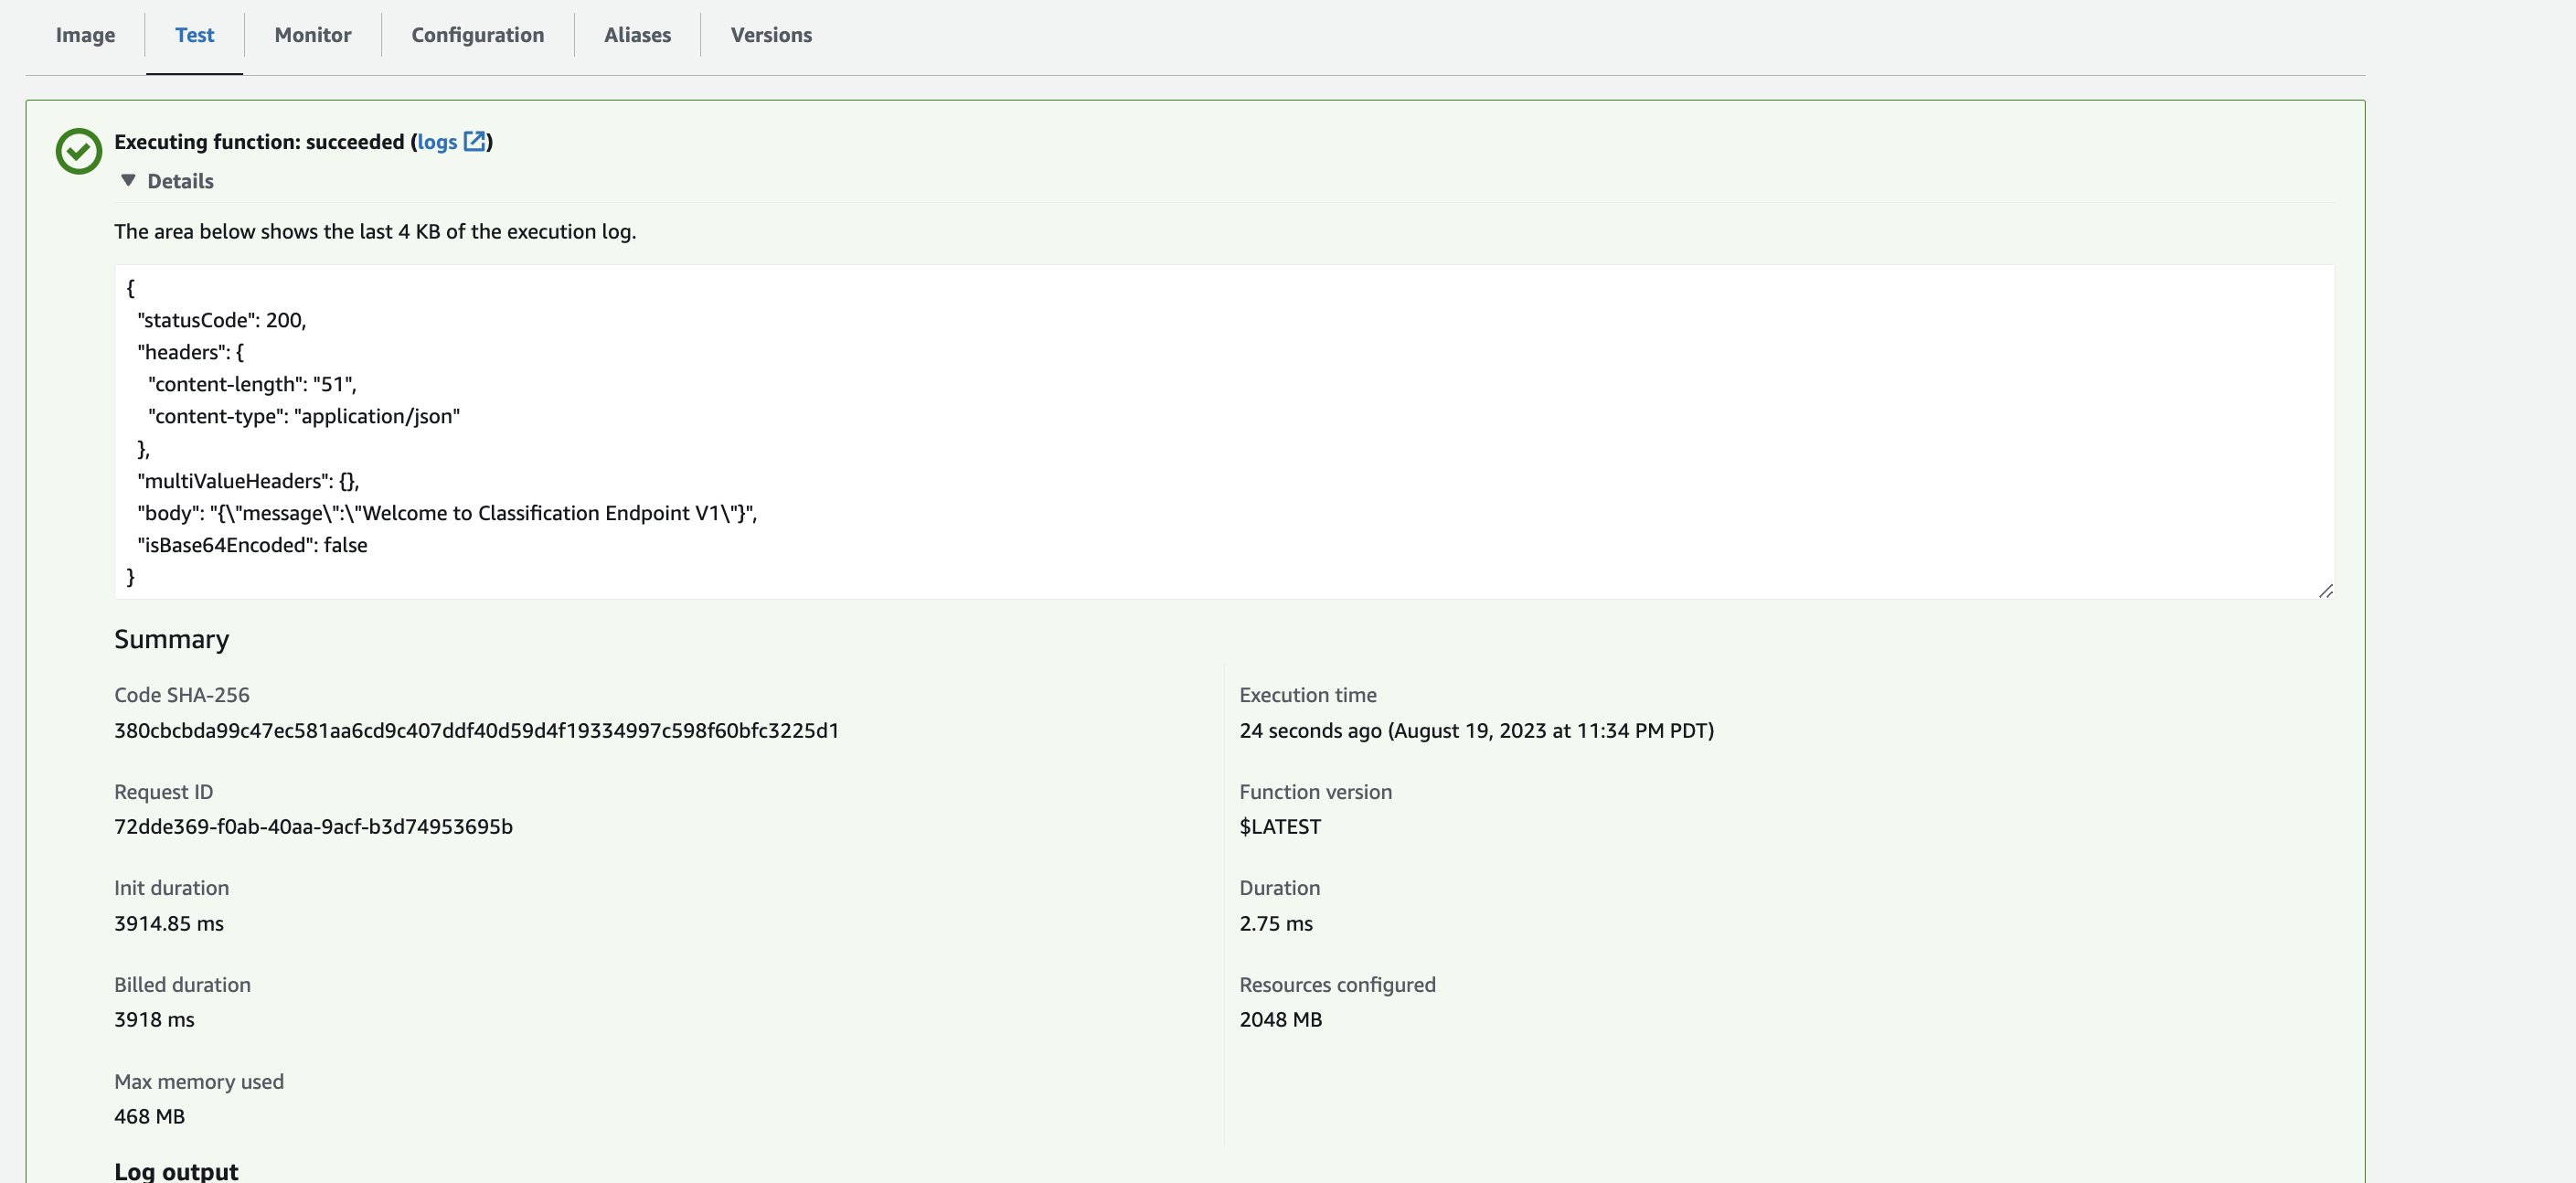 Image Test Monitor Configuration Aliases Versions
Executing function: succeeded (logs)
Details
The area below shows the last 4 KB of the execution log.
{
"statusCode": 200,
"headers": {
"content-length": "51",
"content-type": "application/json"
},
"multiValueHeaders": {},
"body": "{\"message\":\"Welcome to Classification Endpoint V1\"}",
"isBase64Encoded": false
}
Summary
Code SHA-256
380cbcbda99c47ec581aa6cd9c407ddf40d59d4f19334997c598f60bfc3225d1
Execution time
24 seconds ago (August 19, 2023 at 11:34 PM PDT)
Request ID
72dde369-f0ab-40aa-9acf-b3d74953695b
Function version
$LATEST
Init duration
3914.85 ms
Duration
2.75 ms
Billed duration
3918 ms
Resources configured
2048 MB
Max memory used
468 MB
Log output